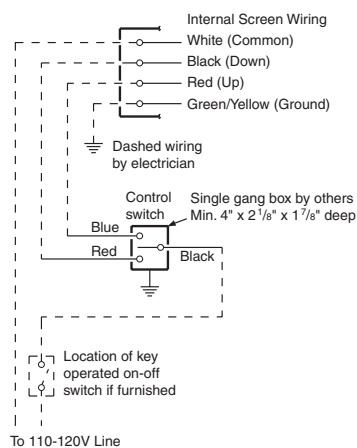 Internal Screen Wiring
White (Common)
Black (Down)
Red (Up)
Green/Yellow (Ground)
Dashed wiring
by electrician
Control
switch
Single gang box by others
Min. 4" x 2 1/8" x 1 7/8" deep
Blue
Red
Black
Location of key
operated on-off
switch if furnished
To 110-120V Line